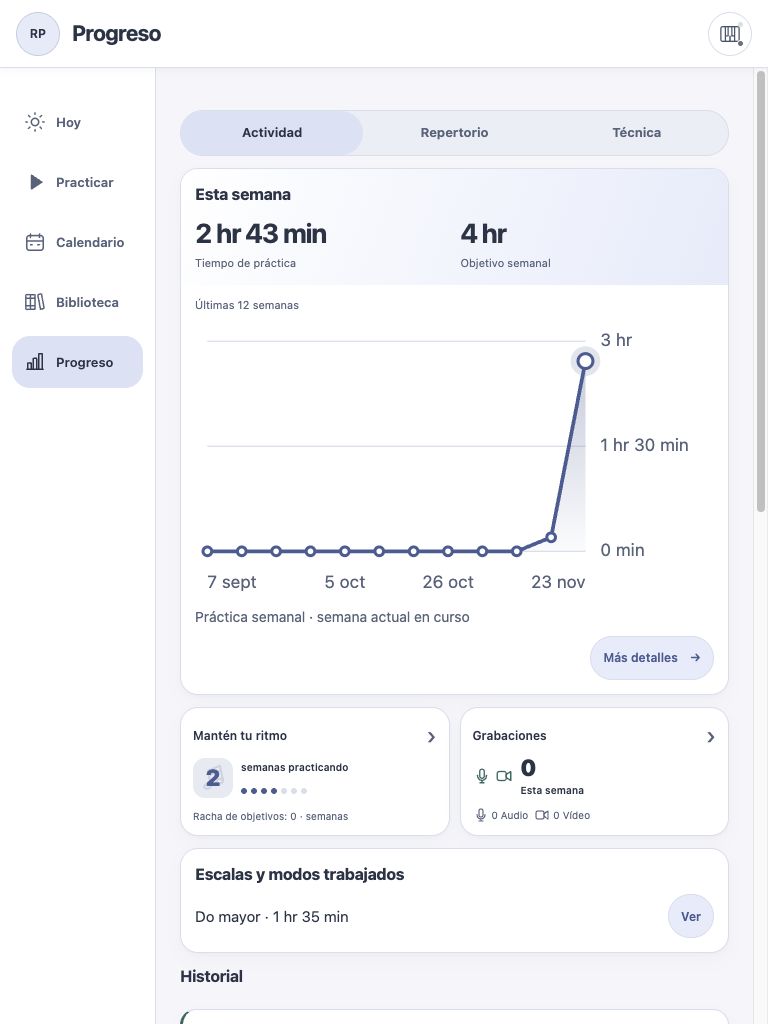 RP
Progreso
Hoy
Practicar
Calendario
Biblioteca
Progreso
Actividad
Repertorio
Técnica
Esta semana
2 hr 43 min
4 hr
Tiempo de práctica
Objetivo semanal
Últimas 12 semanas
3 hr
1 hr 30 min
0 min
7 sept
5 oct
26 oct
23 nov
Práctica semanal · semana actual en curso
Más detalles
Mantén tu ritmo
2
semanas practicando
Racha de objetivos: 0 · semanas
Grabaciones
0
Esta semana
0 Audio
0 Vídeo
Escalas y modos trabajados
Do mayor · 1 hr 35 min
Ver
Historial